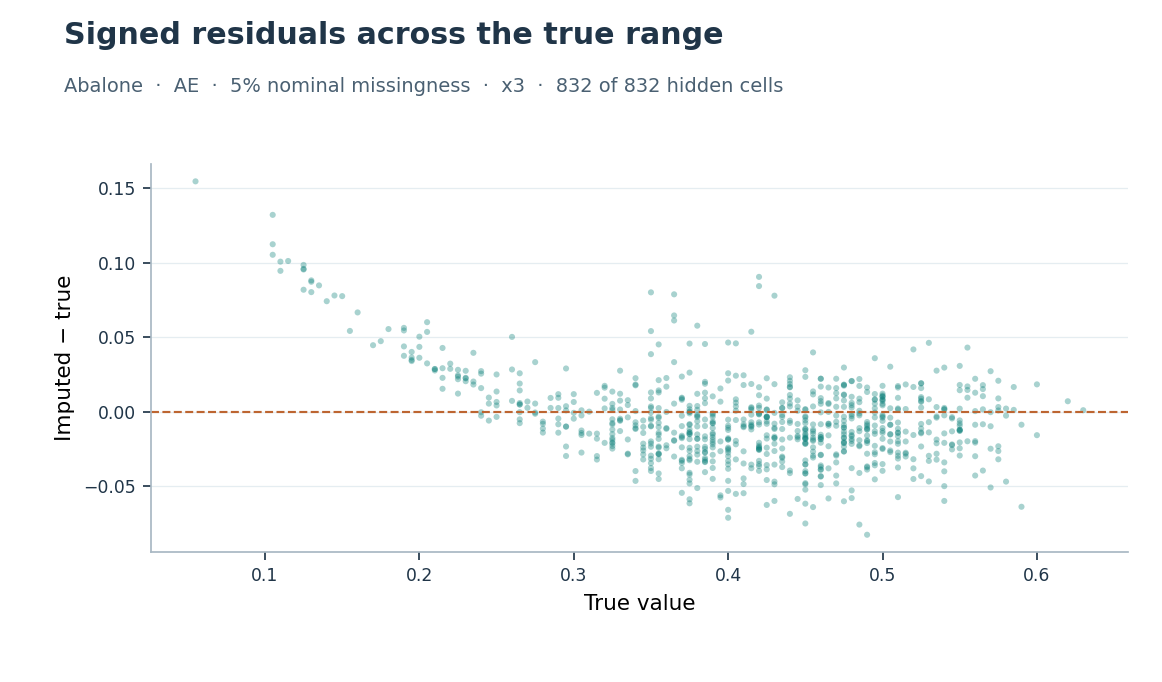 Signed residuals across the true range
Abalone · AE · 5% nominal missingness · x3 · 832 of 832 hidden cells
Imputed − true
0.15
0.10
0.05
0.00
−0.05
0.1 0.2 0.3 0.4 0.5 0.6
True value